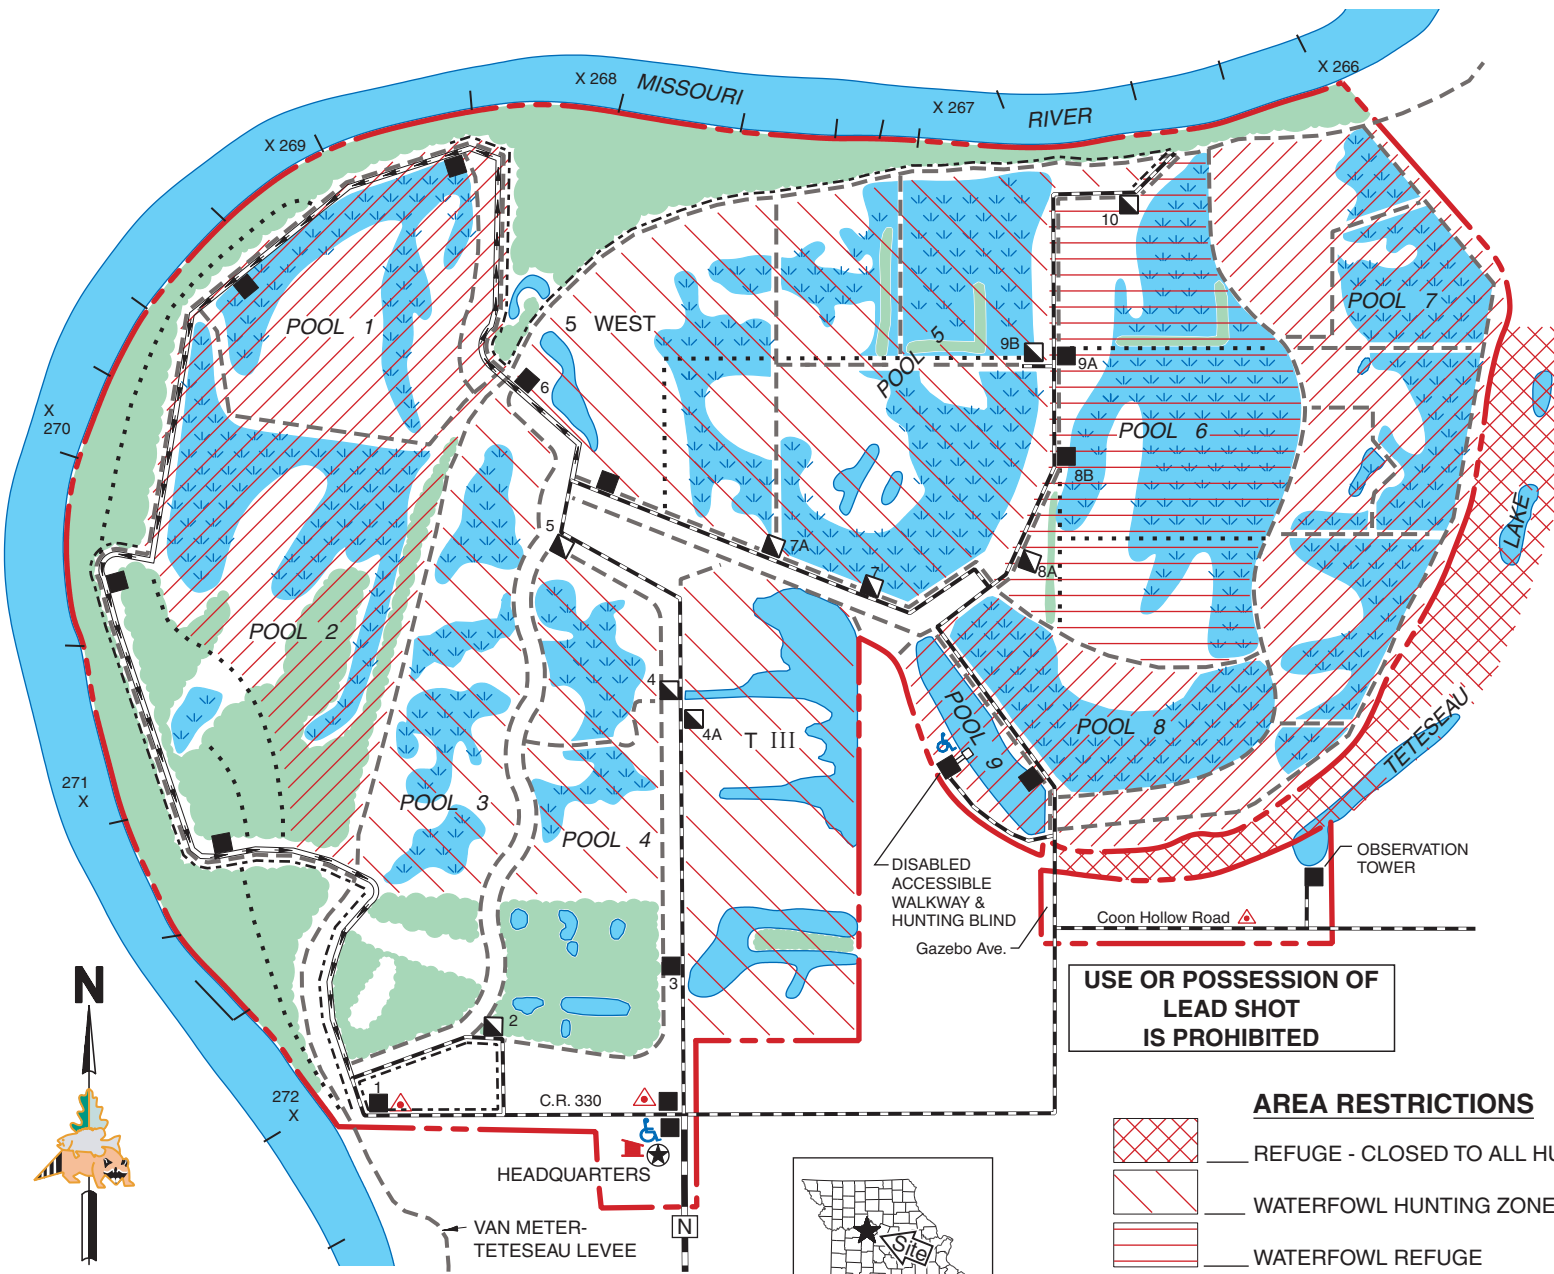 X 266
X 268
MISSOURI
X 267
RIVER
X 269
10
POOL 1
5 WEST
POOL 7
9B
9A
POOL 5
6
X
270
POOL 6
8B
LAKE
5
7A
8A
7
POOL 2
4
4A
T III
POOL 9
POOL 8
TETESEAU
271
X
POOL 3
POOL 4
DISABLED
ACCESSIBLE
WALKWAY &
HUNTING BLIND
OBSERVATION
TOWER
Coon Hollow Road
Gazebo Ave.
3
2
USE OR POSSESSION OF
LEAD SHOT
IS PROHIBITED
N
1
C.R. 330
272
X
HEADQUARTERS
N
VAN METER-
TETESEAU LEVEE
Site
AREA RESTRICTIONS
REFUGE - CLOSED TO ALL HU
WATERFOWL HUNTING ZONE
WATERFOWL REFUGE